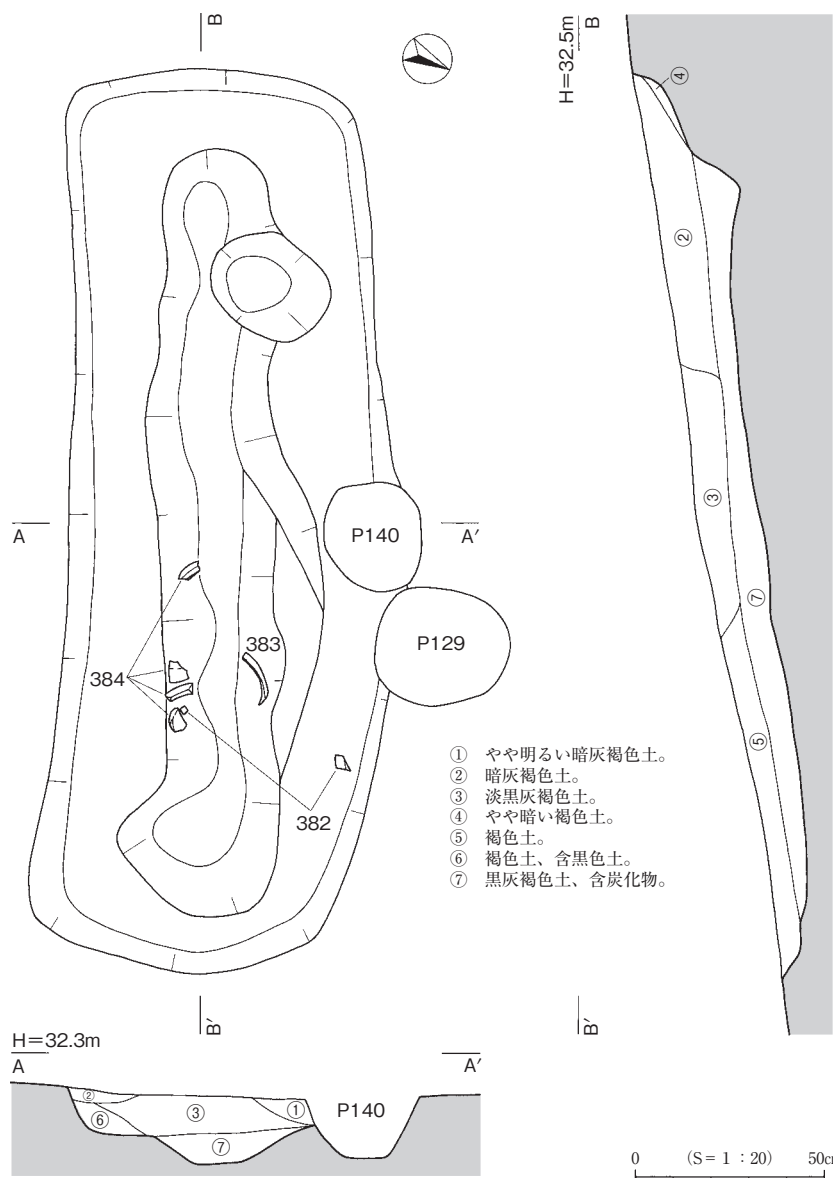 B
H=32.5m
B
④
②
P140
A
A′
③
⑦
P129
383
384
382
⑤
① やや明るい暗灰褐色土。
② 暗灰褐色土。
③ 淡黒灰褐色土。
④ やや暗い褐色土。
⑤ 褐色土。
⑥ 褐色土、含黒色土。
⑦ 黒灰褐色土、含炭化物。
B′
B′
H=32.3m
A
A′
②
③
①
P140
⑥
⑦
0 (S=1:20) 50cm